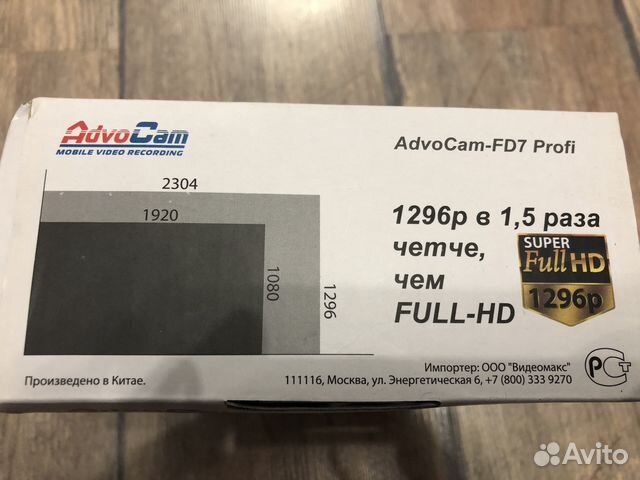 AdvoCam
MOBILE VIDEO RECORDING
AdvoCam-FD7 Profi
2304
1920
1080
1296
1296p в 1,5 раза
четче,
чем
FULL-HD
SUPER
Full HD
1296p
Произведено в Китае.
Импортер: ООО "Видеомакс"
111116, Москва, ул. Энергетическая 6, +7 (800) 333 9270
РСТ
Avito